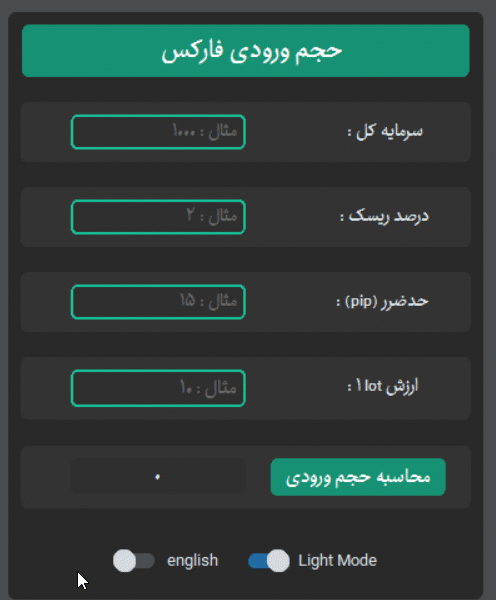 حجم ورودی فارکس
سرمایه کل :
مثال : ۱۰۰۰
درصد ریسک :
مثال : ۲
حدضرر (pip) :
مثال : ۱۵
ارزش 1 lot :
مثال : ۱۰
محاسبه حجم ورودی
۰
english
Light Mode